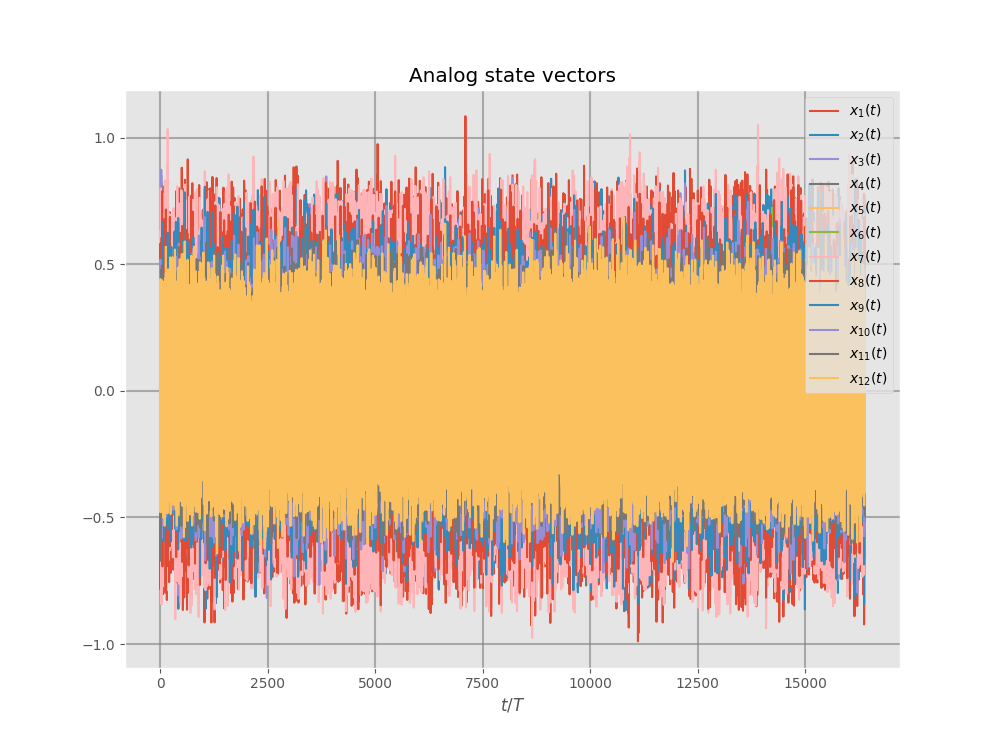 Analog state vectors
1.0
0.5
0.0
−0.5
−1.0
0 2500 5000 7500 10000 12500 15000
t/T
x₁(t)
x₂(t)
x₃(t)
x₄(t)
x₅(t)
x₆(t)
x₇(t)
x₈(t)
x₉(t)
x₁₀(t)
x₁₁(t)
x₁₂(t)